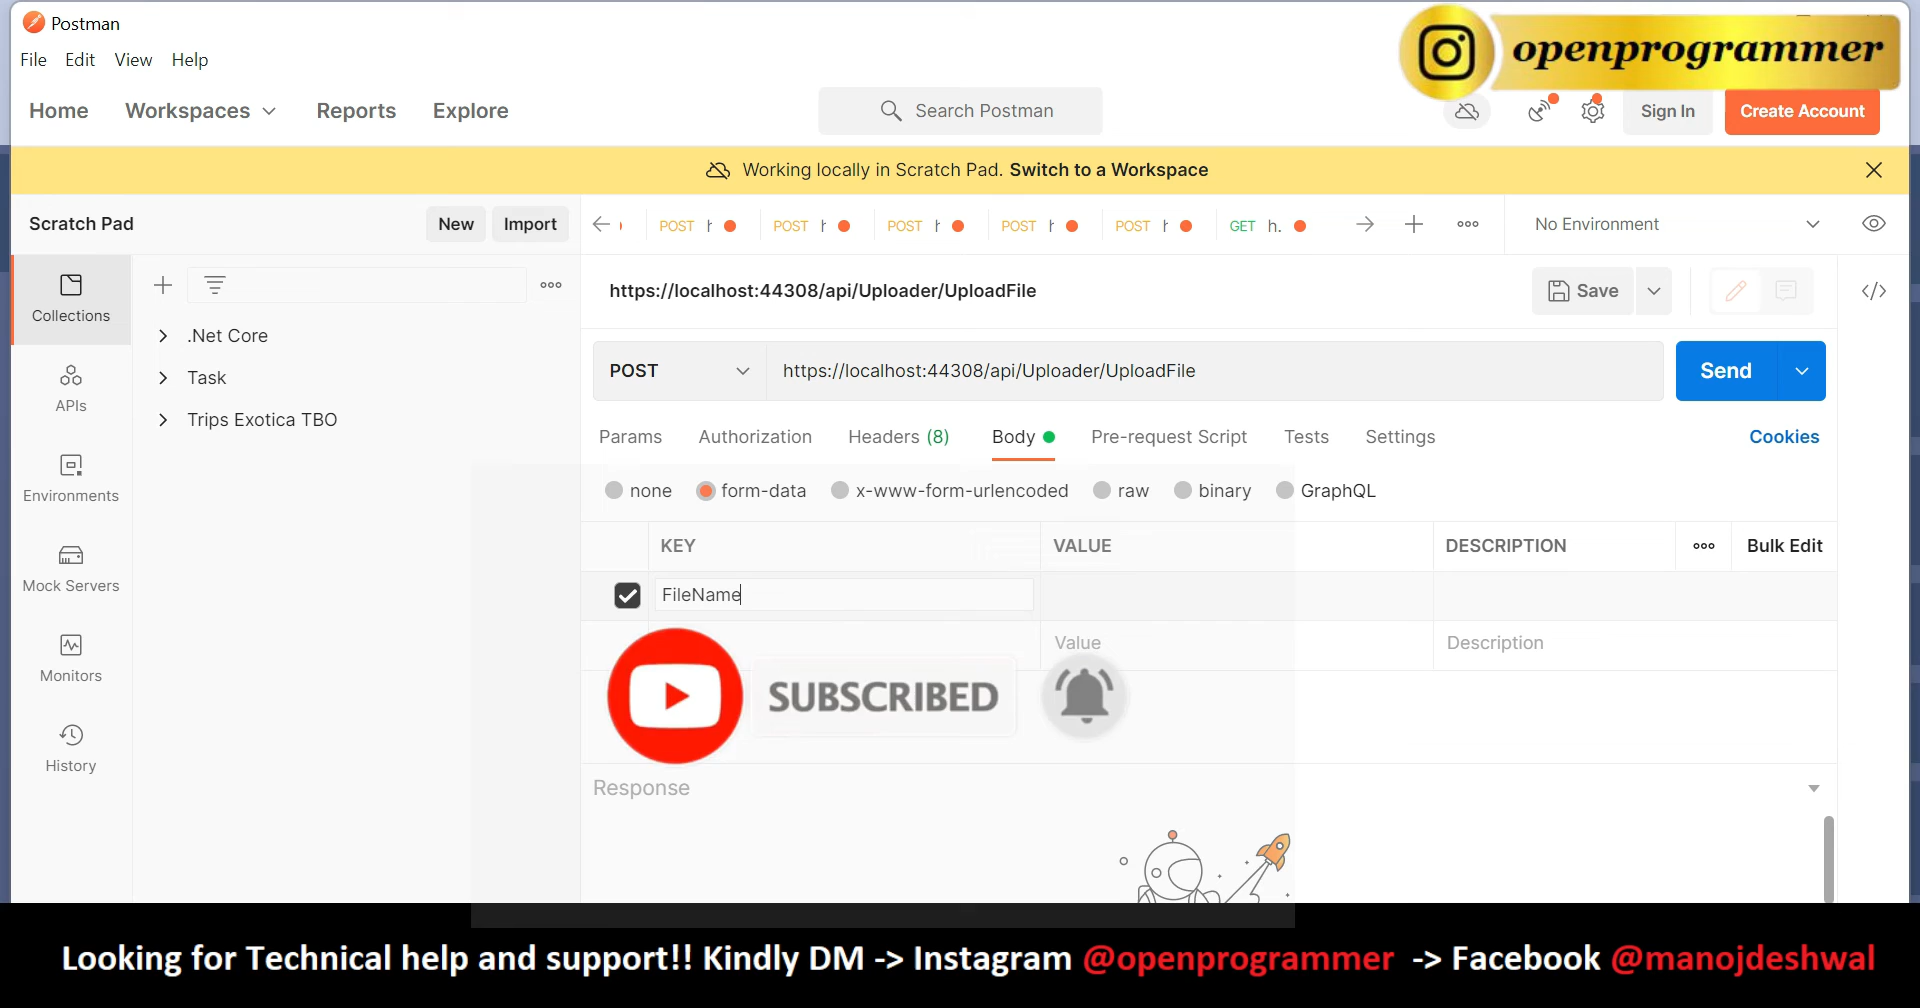 Postman
openprogrammer
File Edit View Help
Home Workspaces Reports Explore Search Postman Sign In Create Account
Working locally in Scratch Pad. Switch to a Workspace
Scratch Pad New Import POST POST POST POST POST GET h. No Environment
Collections
https://localhost:44308/api/Uploader/UploadFile Save
.Net Core
POST https://localhost:44308/api/Uploader/UploadFile Send
Task
APIs
Trips Exotica TBO
Params Authorization Headers (8) Body Pre-request Script Tests Settings Cookies
Environments
none form-data x-www-form-urlencoded raw binary GraphQL
KEY VALUE DESCRIPTION Bulk Edit
Mock Servers
FileName
Value Description
Monitors
SUBSCRIBED
History
Response
Looking for Technical help and support!! Kindly DM -> Instagram @openprogrammer -> Facebook @manojdeshwal